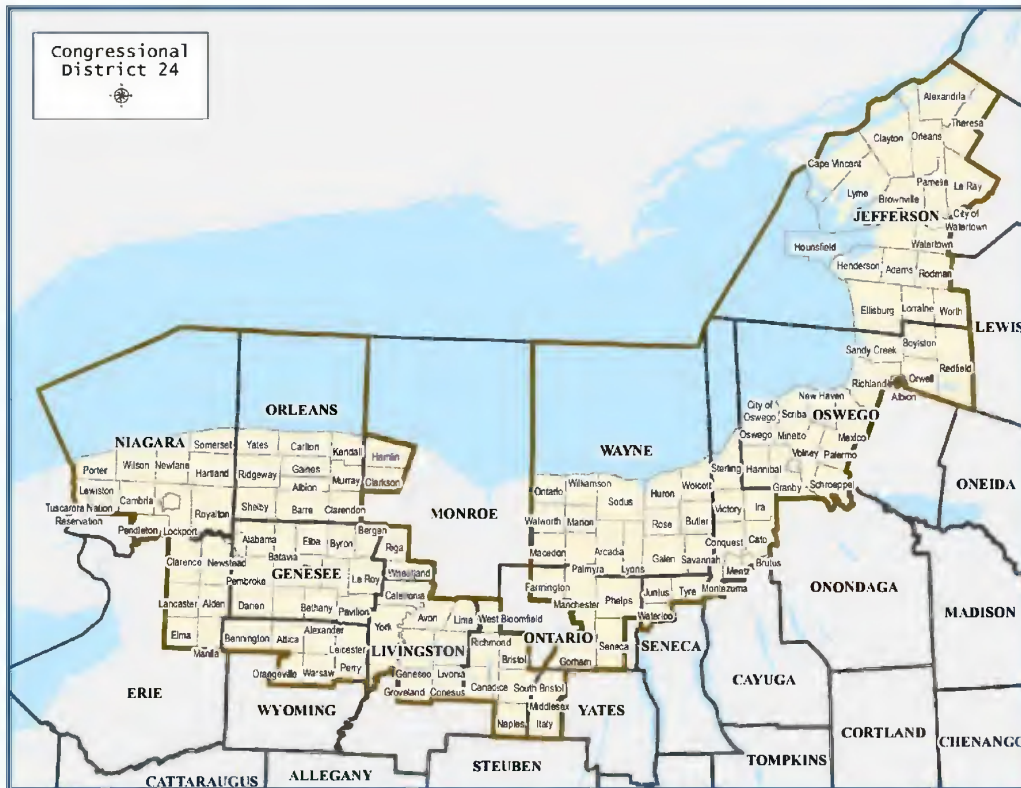 Congressional
District 24
Alexandria
Theresa
Clayton
Orleans
Cape Vincent
Pamelia
Le Ray
Lyme
Brownville
JEFFERSON
City of
Watertown
Hounsfield
Watertown
Henderson
Adams
Rodman
Ellisburg
Lorraine
Worth
LEWIS
Boylston
Sandy Creek
Redfield
Richland
Orwell
Albion
New Haven
City of
Oswego
Scriba
OSWEGO
Oswego
Minetto
Mexico
Volney
Palermo
Sterling
Hannibal
Granby
Schroeppel
ONEIDA
ORLEANS
NIAGARA
Somerset
Yates
Carlton
Kendall
Hamlin
WAYNE
Porter
Wilson
Newfane
Hartland
Ridgeway
Gaines
Murray
Clarkson
Lewiston
Cambria
Albion
Tuscarora Nation
Reservation
Royalton
Shelby
Barre
Clarendon
MONROE
Pendleton
Lockport
Ontario
Williamson
Sodus
Huron
Wolcott
Victory
Ira
Walworth
Marion
Rose
Butler
Conquest
Cato
Macedon
Arcadia
Galen
Savannah
Brutus
Palmyra
Lyons
Mentz
Montezuma
Clarence
Newstead
Alabama
Elba
Byron
Bergen
Riga
Batavia
Wheatland
GENESEE
Pembroke
Le Roy
Caledonia
Lancaster
Alden
Darien
Bethany
Pavilion
Farmington
Manchester
Phelps
Junius
Tyre
Waterloo
ONONDAGA
MADISON
Elma
Marilla
Bennington
Attica
Alexander
York
Avon
Lima
West Bloomfield
Leicester
LIVINGSTON
Richmond
ONTARIO
Seneca
SENECA
Bristol
Gorham
Orangeville
Warsaw
Perry
Geneseo
Livonia
Groveland
Conesus
Canadice
South Bristol
Middlesex
Naples
Italy
YATES
CAYUGA
ERIE
WYOMING
CORTLAND
CHENANGO
TOMPKINS
STEUBEN
ALLEGANY
CATTARAUGUS